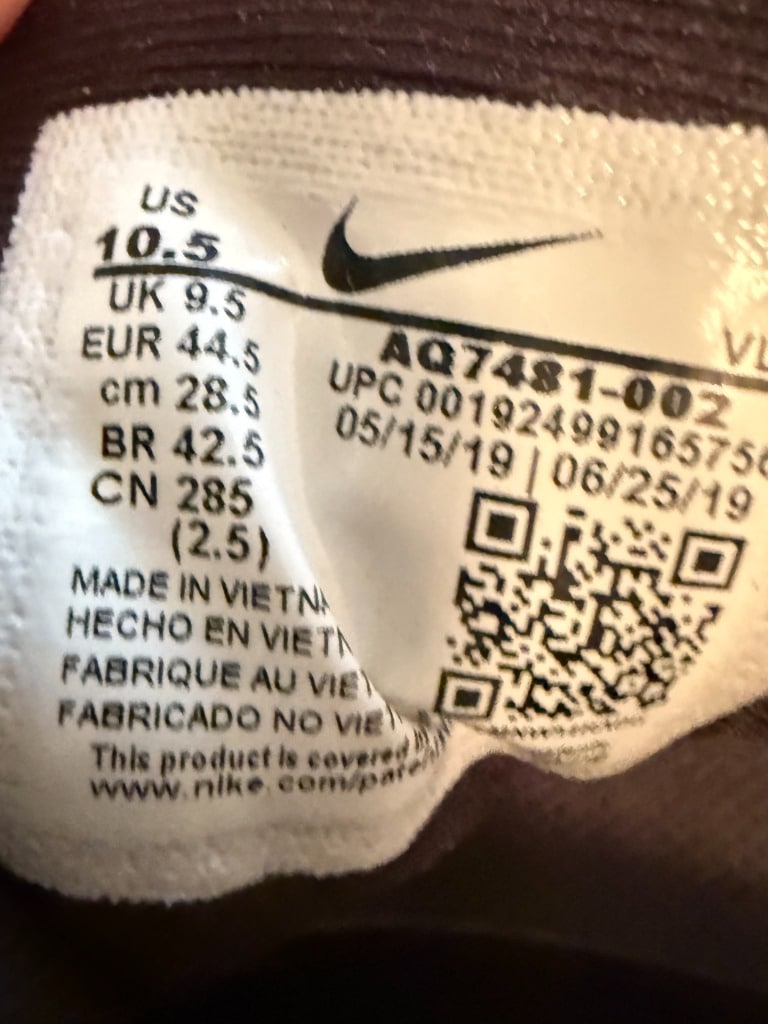 US
10.5
UK 9.5
EUR 44.5
cm 28.5
BR 42.5
CN 285
(2.5)
MADE IN
HECHO EN
FABRIQUE AU
FABRICADO NO
This product is covered
www.nike.com/pate
VL
AQ7481-002
UPC 00192499165756
05/15/19 | 06/25/19